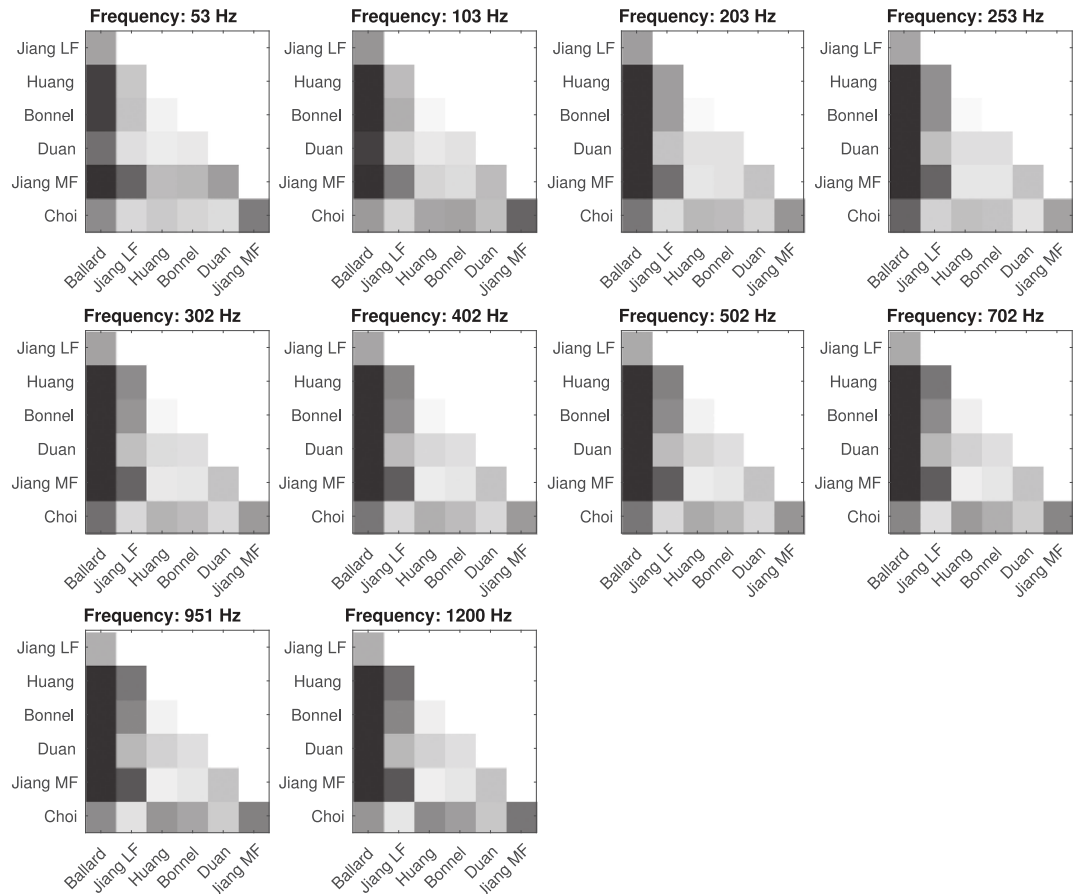 Frequency: 53 Hz
Jiang LF
Huang
Bonnel
Duan
Jiang MF
Choi
Ballard
Jiang LF
Huang
Bonnel
Duan
Jiang MF
Frequency: 103 Hz
Jiang LF
Huang
Bonnel
Duan
Jiang MF
Choi
Ballard
Jiang LF
Huang
Bonnel
Duan
Jiang MF
Frequency: 203 Hz
Jiang LF
Huang
Bonnel
Duan
Jiang MF
Choi
Ballard
Jiang LF
Huang
Bonnel
Duan
Jiang MF
Frequency: 253 Hz
Jiang LF
Huang
Bonnel
Duan
Jiang MF
Choi
Ballard
Jiang LF
Huang
Bonnel
Duan
Jiang MF
Frequency: 302 Hz
Jiang LF
Huang
Bonnel
Duan
Jiang MF
Choi
Ballard
Jiang LF
Huang
Bonnel
Duan
Jiang MF
Frequency: 402 Hz
Jiang LF
Huang
Bonnel
Duan
Jiang MF
Choi
Ballard
Jiang LF
Huang
Bonnel
Duan
Jiang MF
Frequency: 502 Hz
Jiang LF
Huang
Bonnel
Duan
Jiang MF
Choi
Ballard
Jiang LF
Huang
Bonnel
Duan
Jiang MF
Frequency: 702 Hz
Jiang LF
Huang
Bonnel
Duan
Jiang MF
Choi
Ballard
Jiang LF
Huang
Bonnel
Duan
Jiang MF
Frequency: 951 Hz
Jiang LF
Huang
Bonnel
Duan
Jiang MF
Choi
Ballard
Jiang LF
Huang
Bonnel
Duan
Jiang MF
Frequency: 1200 Hz
Jiang LF
Huang
Bonnel
Duan
Jiang MF
Choi
Ballard
Jiang LF
Huang
Bonnel
Duan
Jiang MF